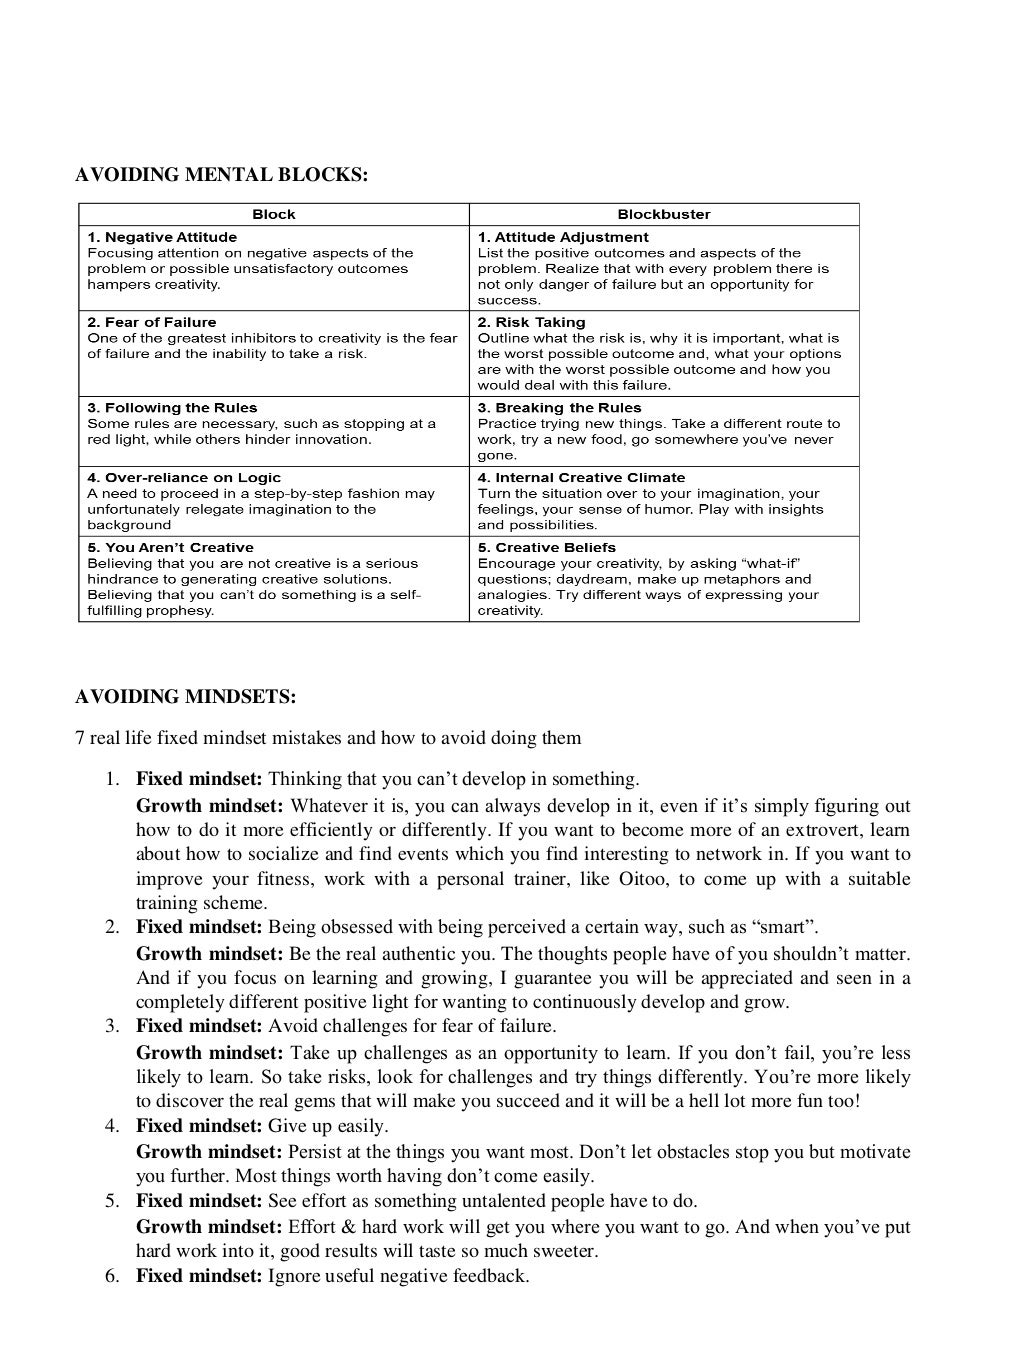 AVOIDING MENTAL BLOCKS:
Block
Blockbuster
1. Negative Attitude
Focusing attention on negative aspects of the
problem or possible unsatisfactory outcomes
hampers creativity.
1. Attitude Adjustment
List the positive outcomes and aspects of the
problem. Realize that with every problem there is
not only danger of failure but an opportunity for
success.
2. Fear of Failure
One of the greatest inhibitors to creativity is the fear
of failure and the inability to take a risk.
2. Risk Taking
Outline what the risk is, why it is important, what is
the worst possible outcome and, what your options
are with the worst possible outcome and how you
would deal with this failure.
3. Following the Rules
Some rules are necessary, such as stopping at a
red light, while others hinder innovation.
3. Breaking the Rules
Practice trying new things. Take a different route to
work, try a new food, go somewhere you've never
gone.
4. Over-reliance on Logic
A need to proceed in a step-by-step fashion may
unfortunately relegate imagination to the
background
4. Internal Creative Climate
Turn the situation over to your imagination, your
feelings, your sense of humor. Play with insights
and possibilities.
5. You Aren't Creative
Believing that you are not creative is a serious
hindrance to generating creative solutions.
Believing that you can't do something is a self-
fulfilling prophesy.
5. Creative Beliefs
Encourage your creativity, by asking “what-if”
questions; daydream, make up metaphors and
analogies. Try different ways of expressing your
creativity.
AVOIDING MINDSETS:
7 real life fixed mindset mistakes and how to avoid doing them
1. Fixed mindset: Thinking that you can’t develop in something.
Growth mindset: Whatever it is, you can always develop in it, even if it’s simply figuring out
how to do it more efficiently or differently. If you want to become more of an extrovert, learn
about how to socialize and find events which you find interesting to network in. If you want to
improve your fitness, work with a personal trainer, like Oitoo, to come up with a suitable
training scheme.
2. Fixed mindset: Being obsessed with being perceived a certain way, such as “smart”.
Growth mindset: Be the real authentic you. The thoughts people have of you shouldn’t matter.
And if you focus on learning and growing, I guarantee you will be appreciated and seen in a
completely different positive light for wanting to continuously develop and grow.
3. Fixed mindset: Avoid challenges for fear of failure.
Growth mindset: Take up challenges as an opportunity to learn. If you don’t fail, you’re less
likely to learn. So take risks, look for challenges and try things differently. You’re more likely
to discover the real gems that will make you succeed and it will be a hell lot more fun too!
4. Fixed mindset: Give up easily.
Growth mindset: Persist at the things you want most. Don’t let obstacles stop you but motivate
you further. Most things worth having don’t come easily.
5. Fixed mindset: See effort as something untalented people have to do.
Growth mindset: Effort & hard work will get you where you want to go. And when you’ve put
hard work into it, good results will taste so much sweeter.
6. Fixed mindset: Ignore useful negative feedback.